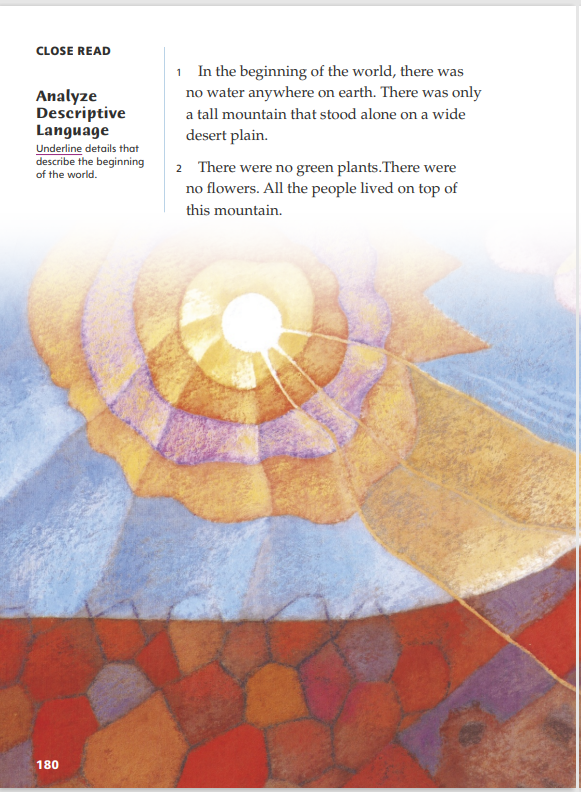 CLOSE READ
Analyze
Descriptive
Language
Underline details that
describe the beginning
of the world.
1 In the beginning of the world, there was
no water anywhere on earth. There was only
a tall mountain that stood alone on a wide
desert plain.
2 There were no green plants.There were
no flowers. All the people lived on top of
this mountain.
180